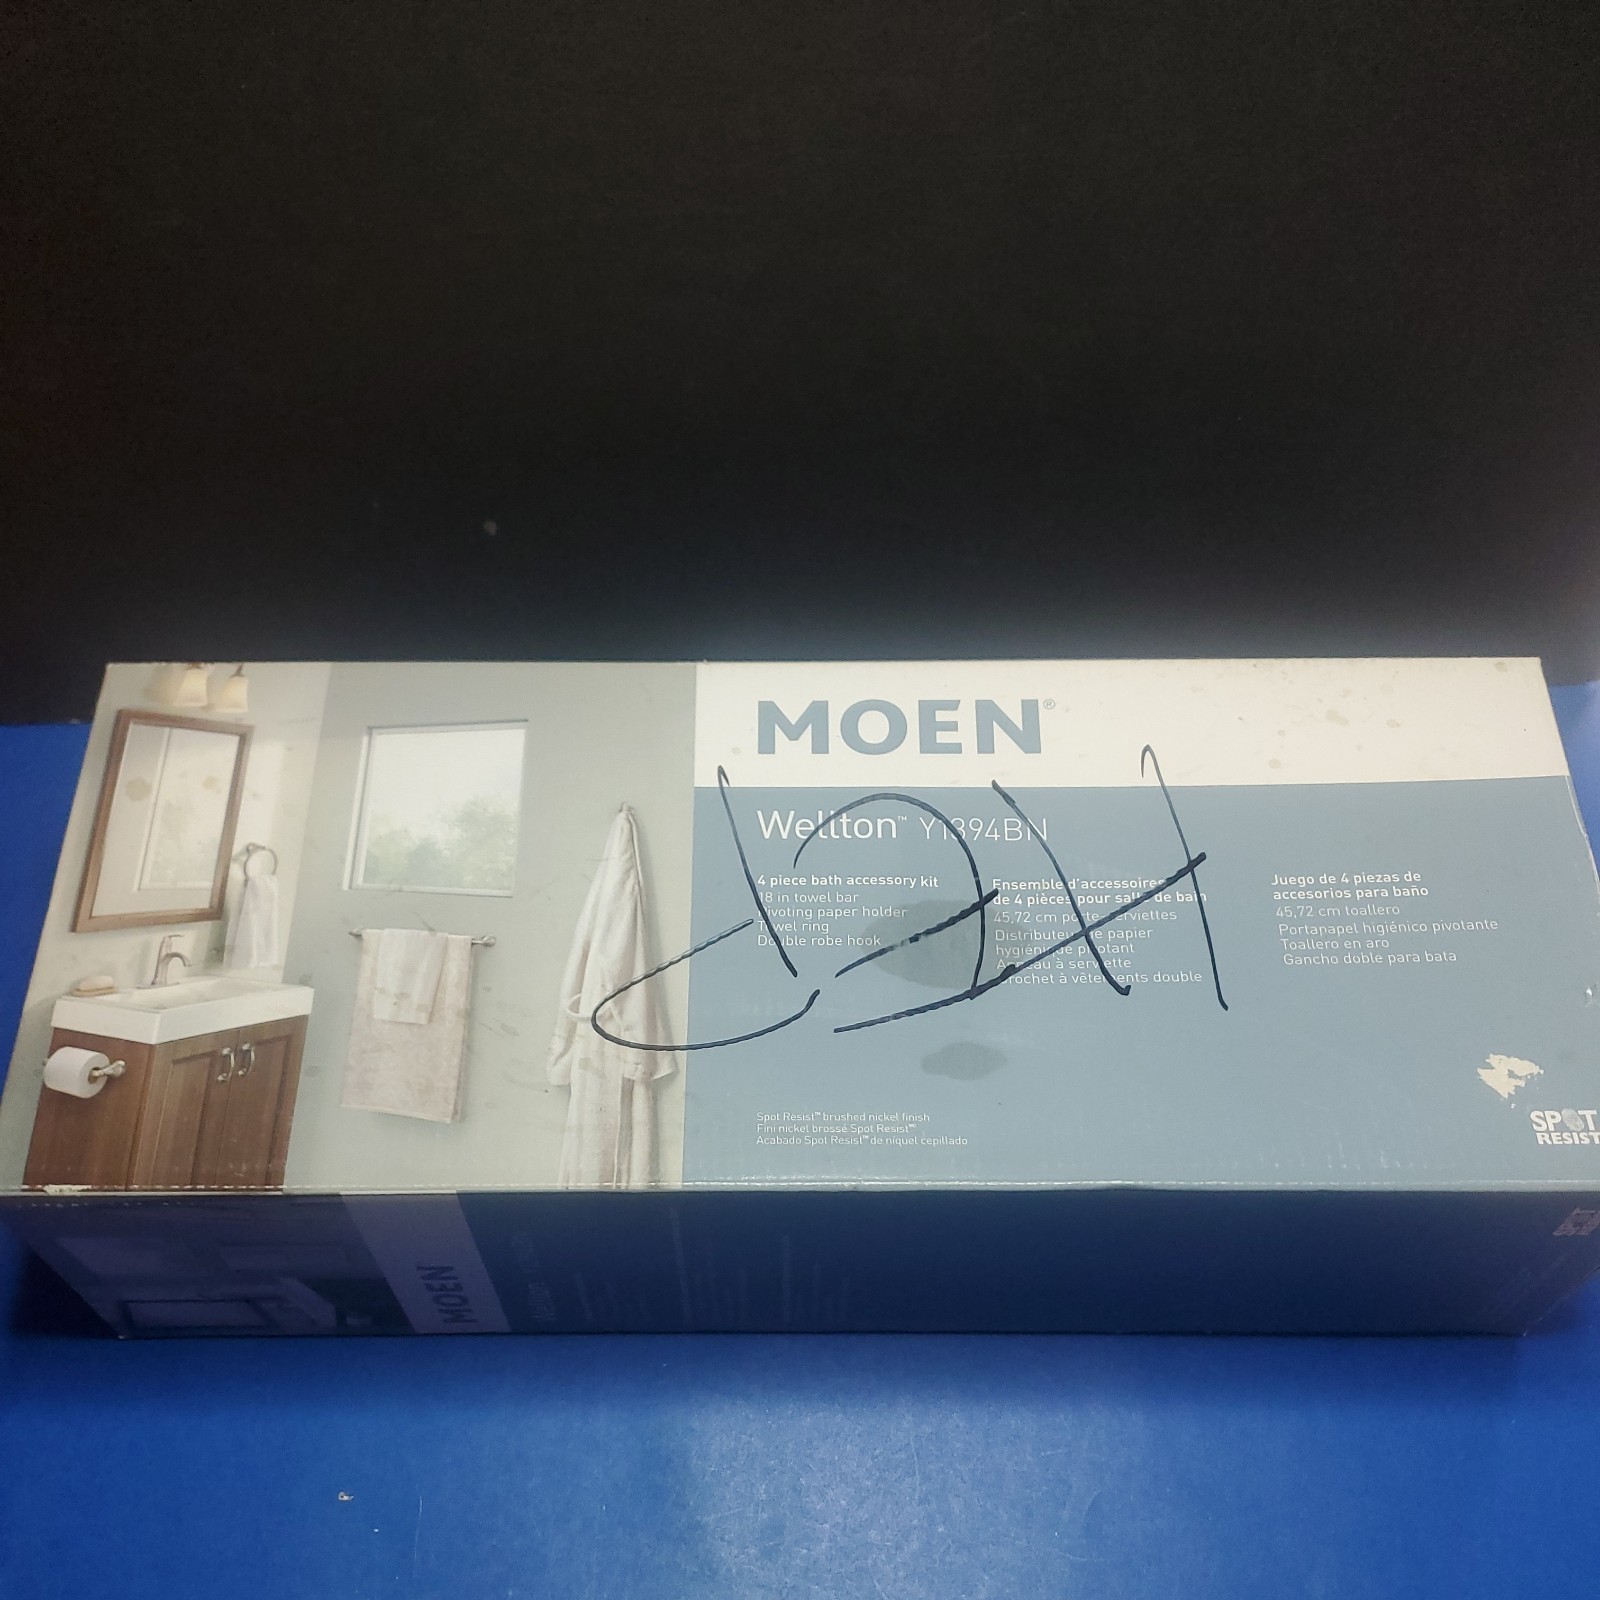 MOEN®
Wellton™ Y1394BN
4 piece bath accessory kit
18 in towel bar
Pivoting paper holder
Towel ring
Double robe hook
Ensemble d'accessoires
de 4 pièces pour salle de bain
45,72 cm porte-serviettes
Distributeur de papier
hygiénique pivotant
Anneau à serviette
Crochet à vêtements double
Juego de 4 piezas de
accesorios para baño
45,72 cm toallero
Portapapel higiénico pivotante
Toallero en aro
Gancho doble para bata
Spot Resist™ brushed nickel finish
Fini nickel brossé Spot Resist™
Acabado Spot Resist™ de níquel cepillado
SPOT
RESIST
MOEN